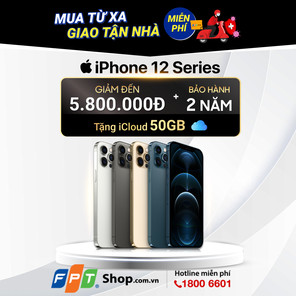 MUA TỪ XA
GIAO TẬN NHÀ
MIỄN
PHÍ
iPhone 12 Series
GIẢM ĐẾN
5.800.000Đ
+
BẢO HÀNH
2 NĂM
Tặng iCloud 50GB
FPT. Shop.com.vn
Hotline miễn phí
1800 6601